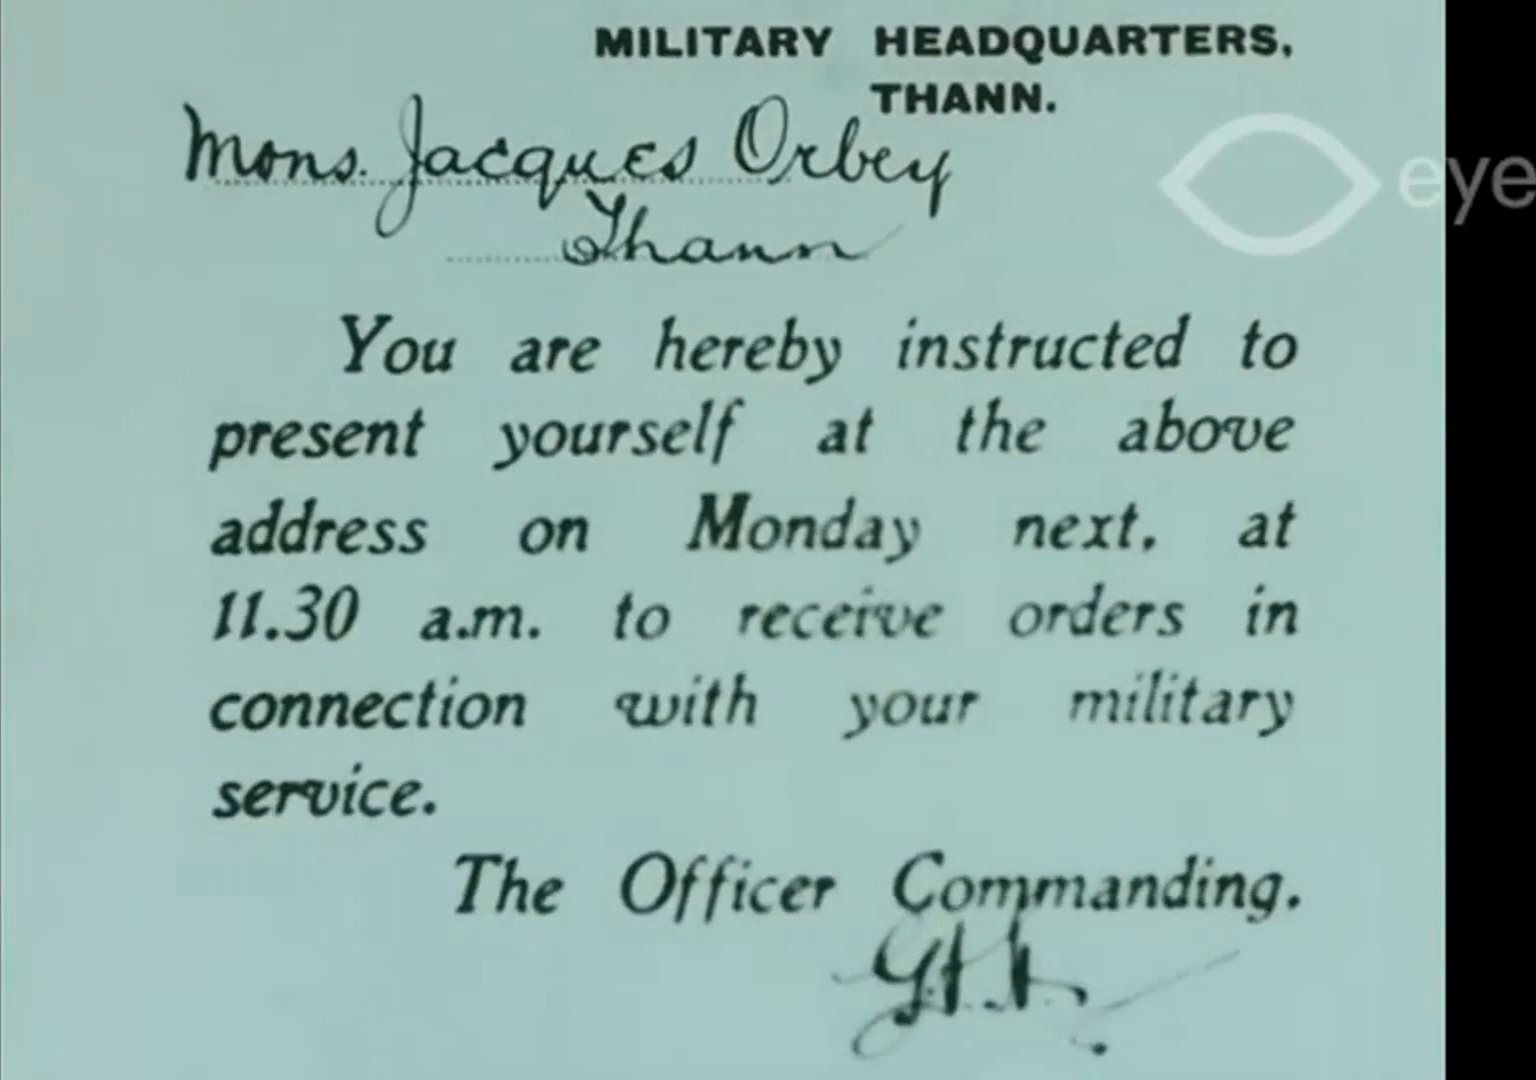 MILITARY HEADQUARTERS,
THANN.
Mons. Jacques Orbey
Thann
eye
You are hereby instructed to
present yourself at the above
address on Monday next, at
11.30 a.m. to receive orders in
connection with your military
service.
The Officer Commanding.